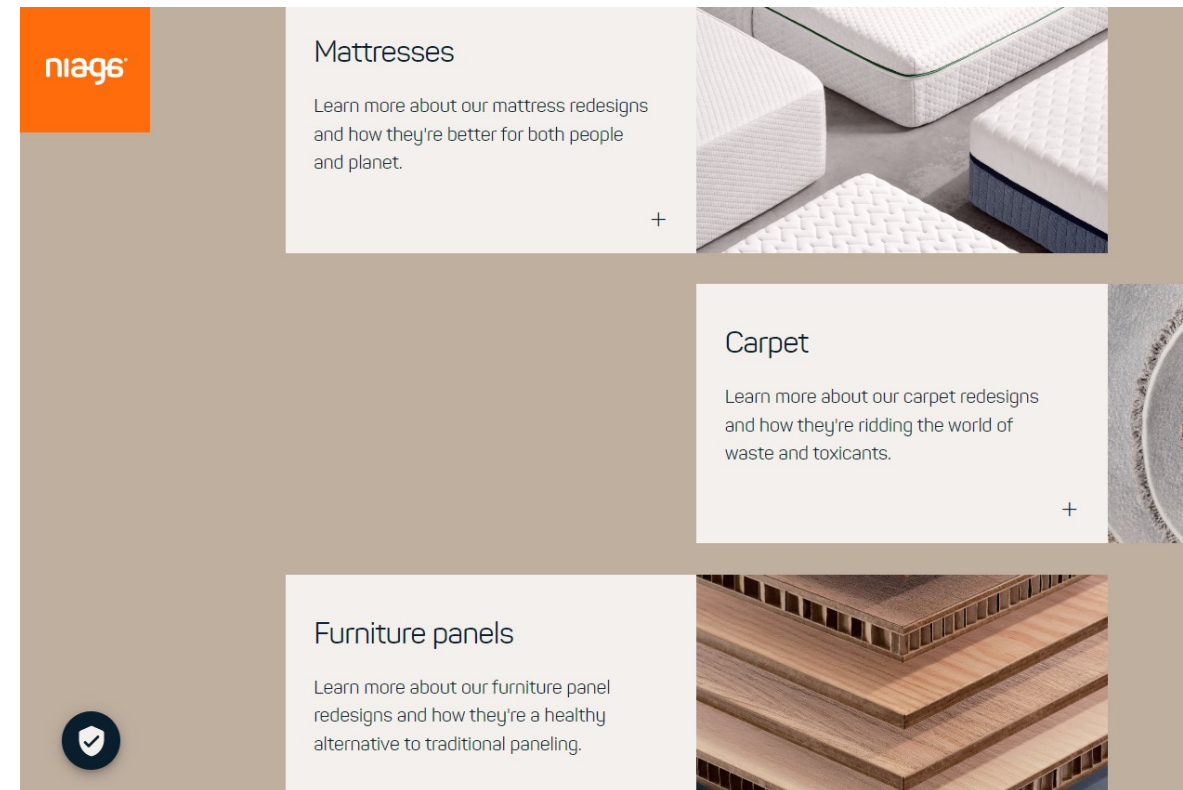 niaga
Mattresses
Learn more about our mattress redesigns
and how they're better for both people
and planet.
+
Carpet
Learn more about our carpet redesigns
and how they're ridding the world of
waste and toxicants.
+
Furniture panels
Learn more about our furniture panel
redesigns and how they're a healthy
alternative to traditional paneling.